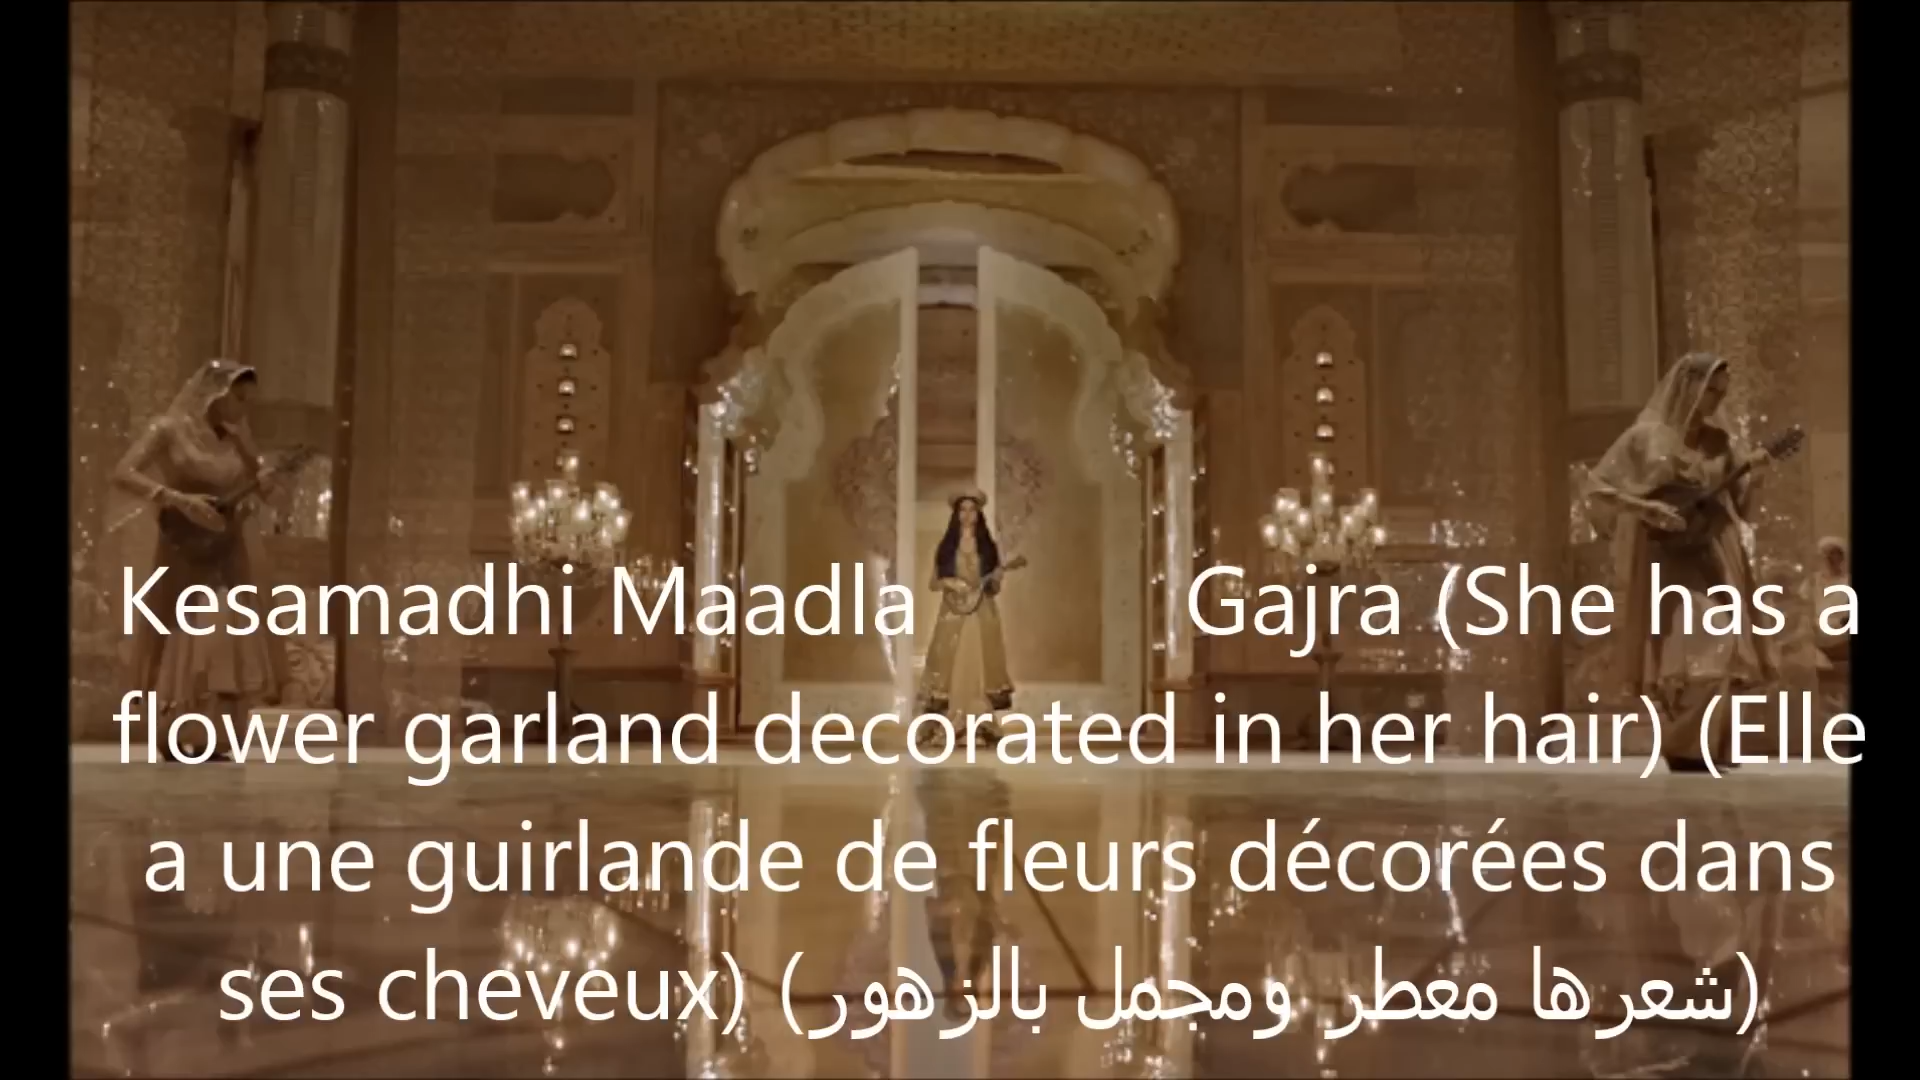 Kesamadhi Maadla Gajra (She has a
flower garland decorated in her hair) (Elle
a une guirlande de fleurs décorées dans
ses cheveux) (شعرها معطر ومجمل بالزهور)